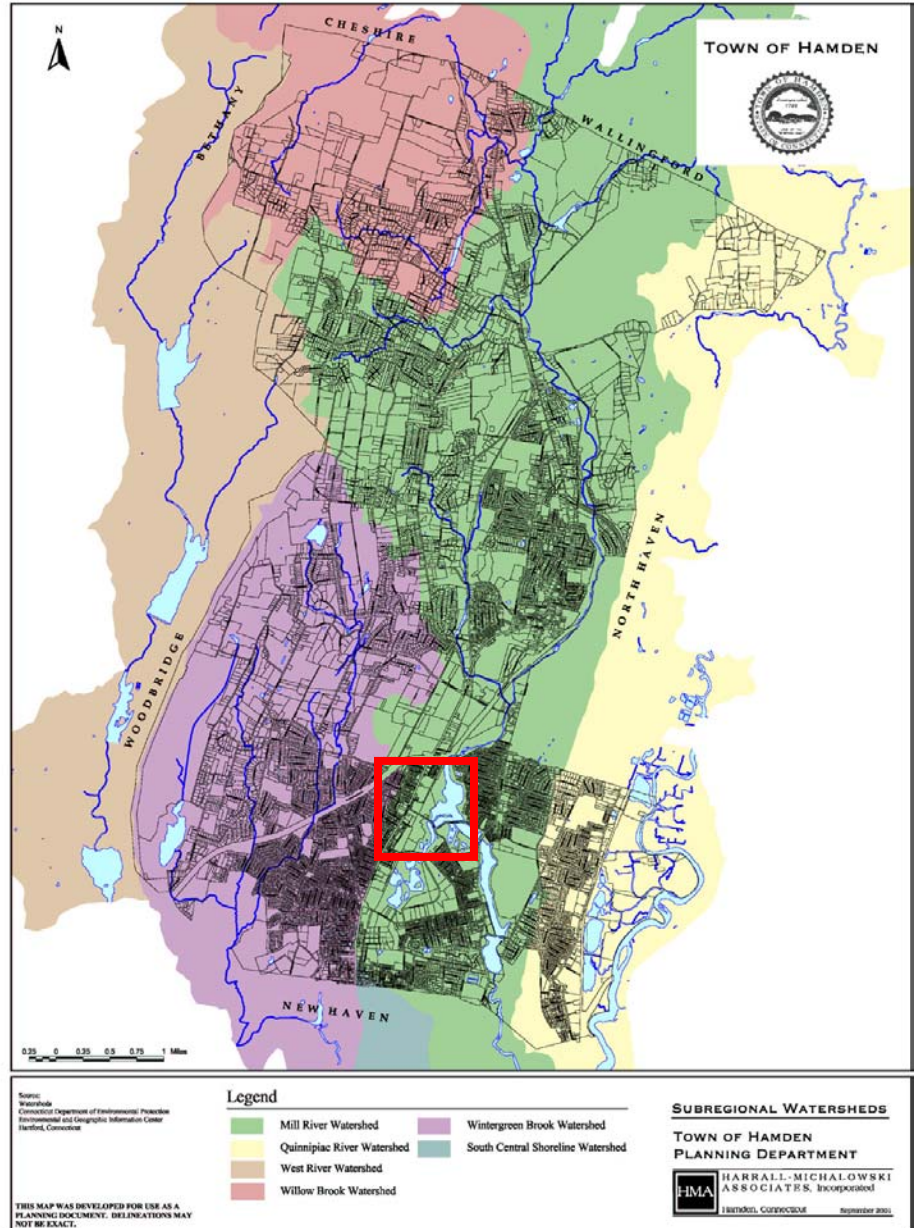 N
CHESHIRE
TOWN OF HAMDEN
BETHANY
WALLINGFORD
NORTH HAVEN
WOODBRIDGE
NEW HAVEN
0.25 0 0.25 0.5 0.75 1 Miles
Source:
Watersheds
Connecticut Department of Environmental Protection
Environmental and Geographic Information Center
Hartford, Connecticut
THIS MAP WAS DEVELOPED FOR USE AS A
PLANNING DOCUMENT. DELINEATIONS MAY
NOT BE EXACT.
Legend
Mill River Watershed
Quinnipiac River Watershed
West River Watershed
Willow Brook Watershed
Wintergreen Brook Watershed
South Central Shoreline Watershed
SUBREGIONAL WATERSHEDS
TOWN OF HAMDEN
PLANNING DEPARTMENT
HMA
HARRALL-MICHALOWSKI
ASSOCIATES, Incorporated
Hamden, Connecticut
September 2001